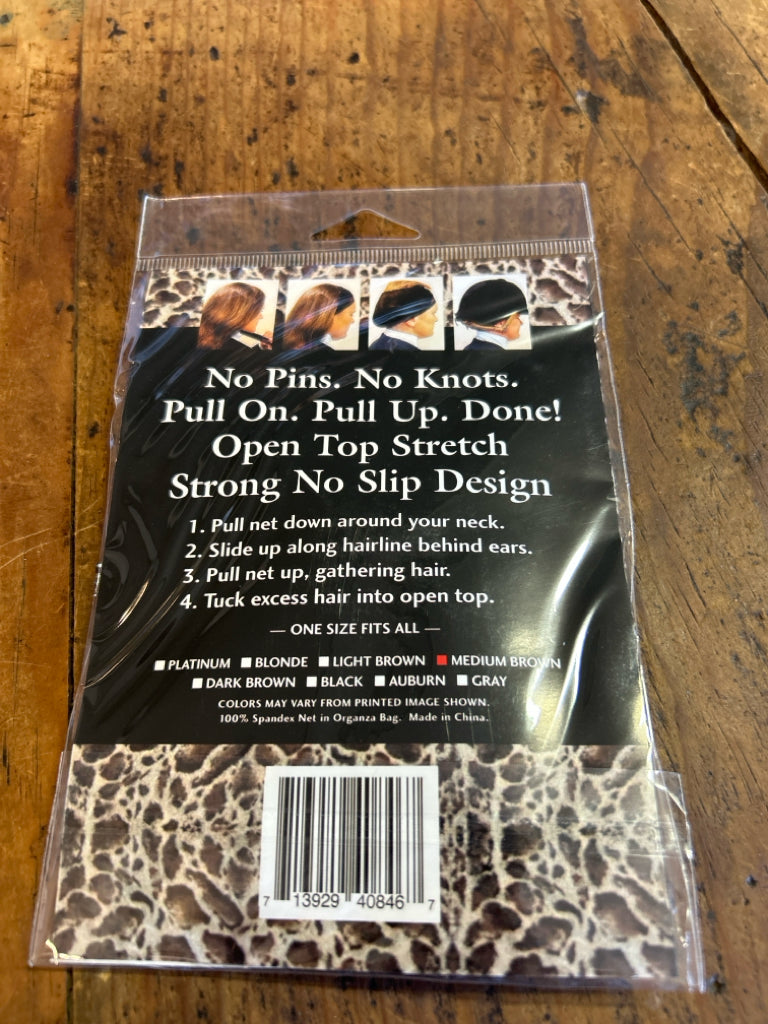 No Pins. No Knots.
Pull On. Pull Up. Done!
Open Top Stretch
Strong No Slip Design
1. Pull net down around your neck.
2. Slide up along hairline behind ears.
3. Pull net up, gathering hair.
4. Tuck excess hair into open top.
— ONE SIZE FITS ALL —
PLATINUM BLONDE LIGHT BROWN MEDIUM BROWN
DARK BROWN BLACK AUBURN GRAY
COLORS MAY VARY FROM PRINTED IMAGE SHOWN.
100% Spandex Net in Organza Bag. Made in China.
7 13929 40846 7